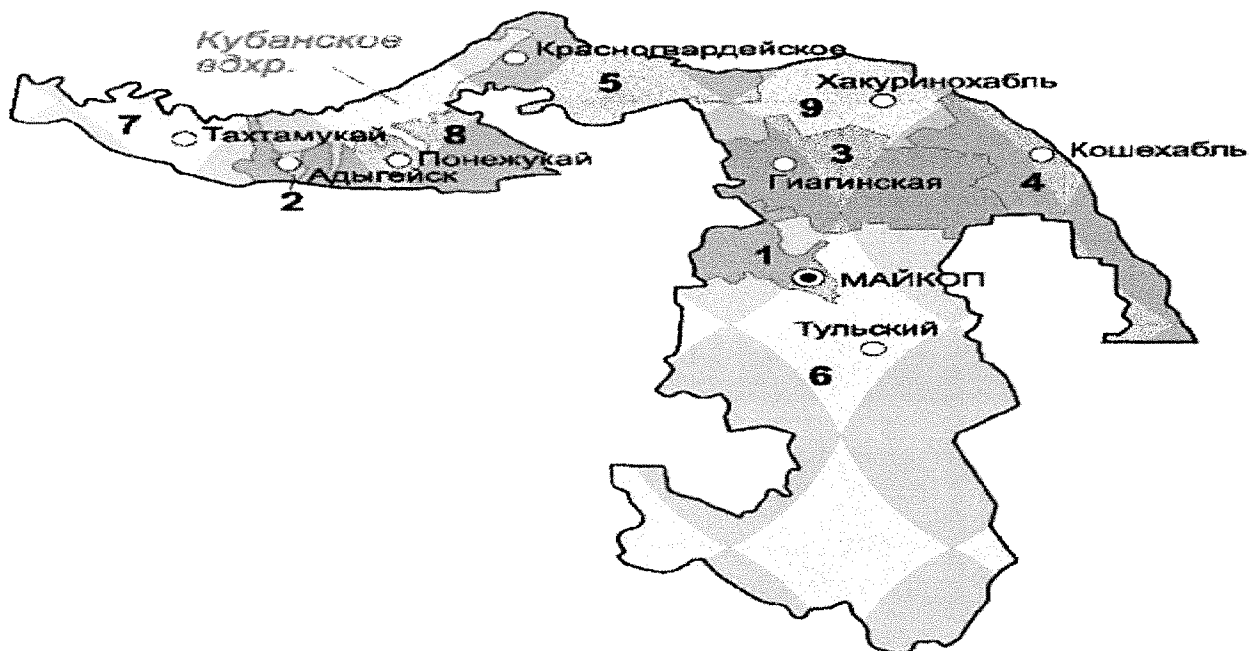 Кубанское
вдхр.
Красногвардейское
5
Хакуринохабль
9
7
Тахтамукай
8
Понежукай
Адыгейск
2
3
Гиагинская
Кошехабль
4
1
МАЙКОП
Тульский
6